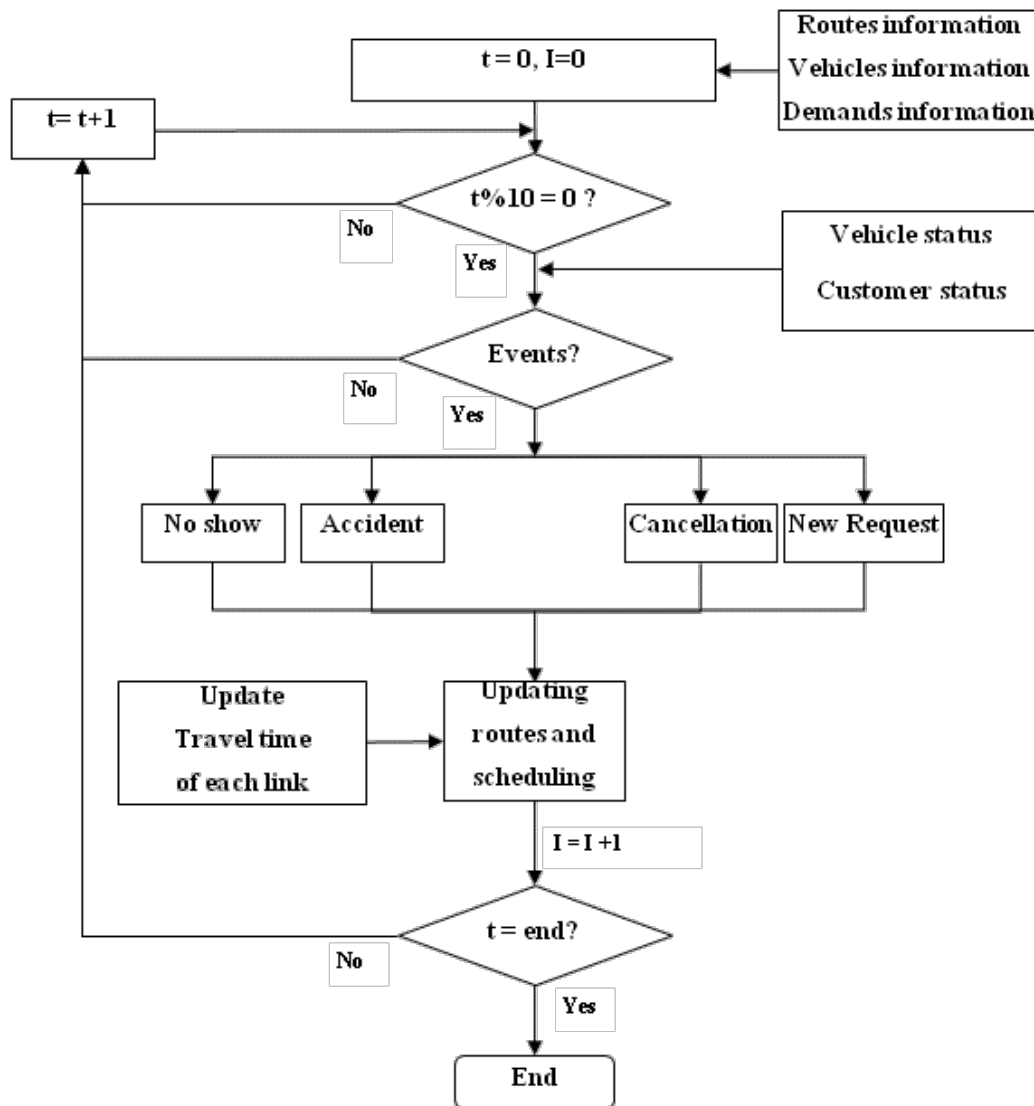 Routes information
Vehicles information
Demands information
t = 0, I=0
t= t+1
t%10 = 0 ?
No
Yes
Vehicle status
Customer status
Events?
No
Yes
No show
Accident
Cancellation
New Request
Update
Travel time
of each link
Updating
routes and
scheduling
I = I +1
t = end?
No
Yes
End